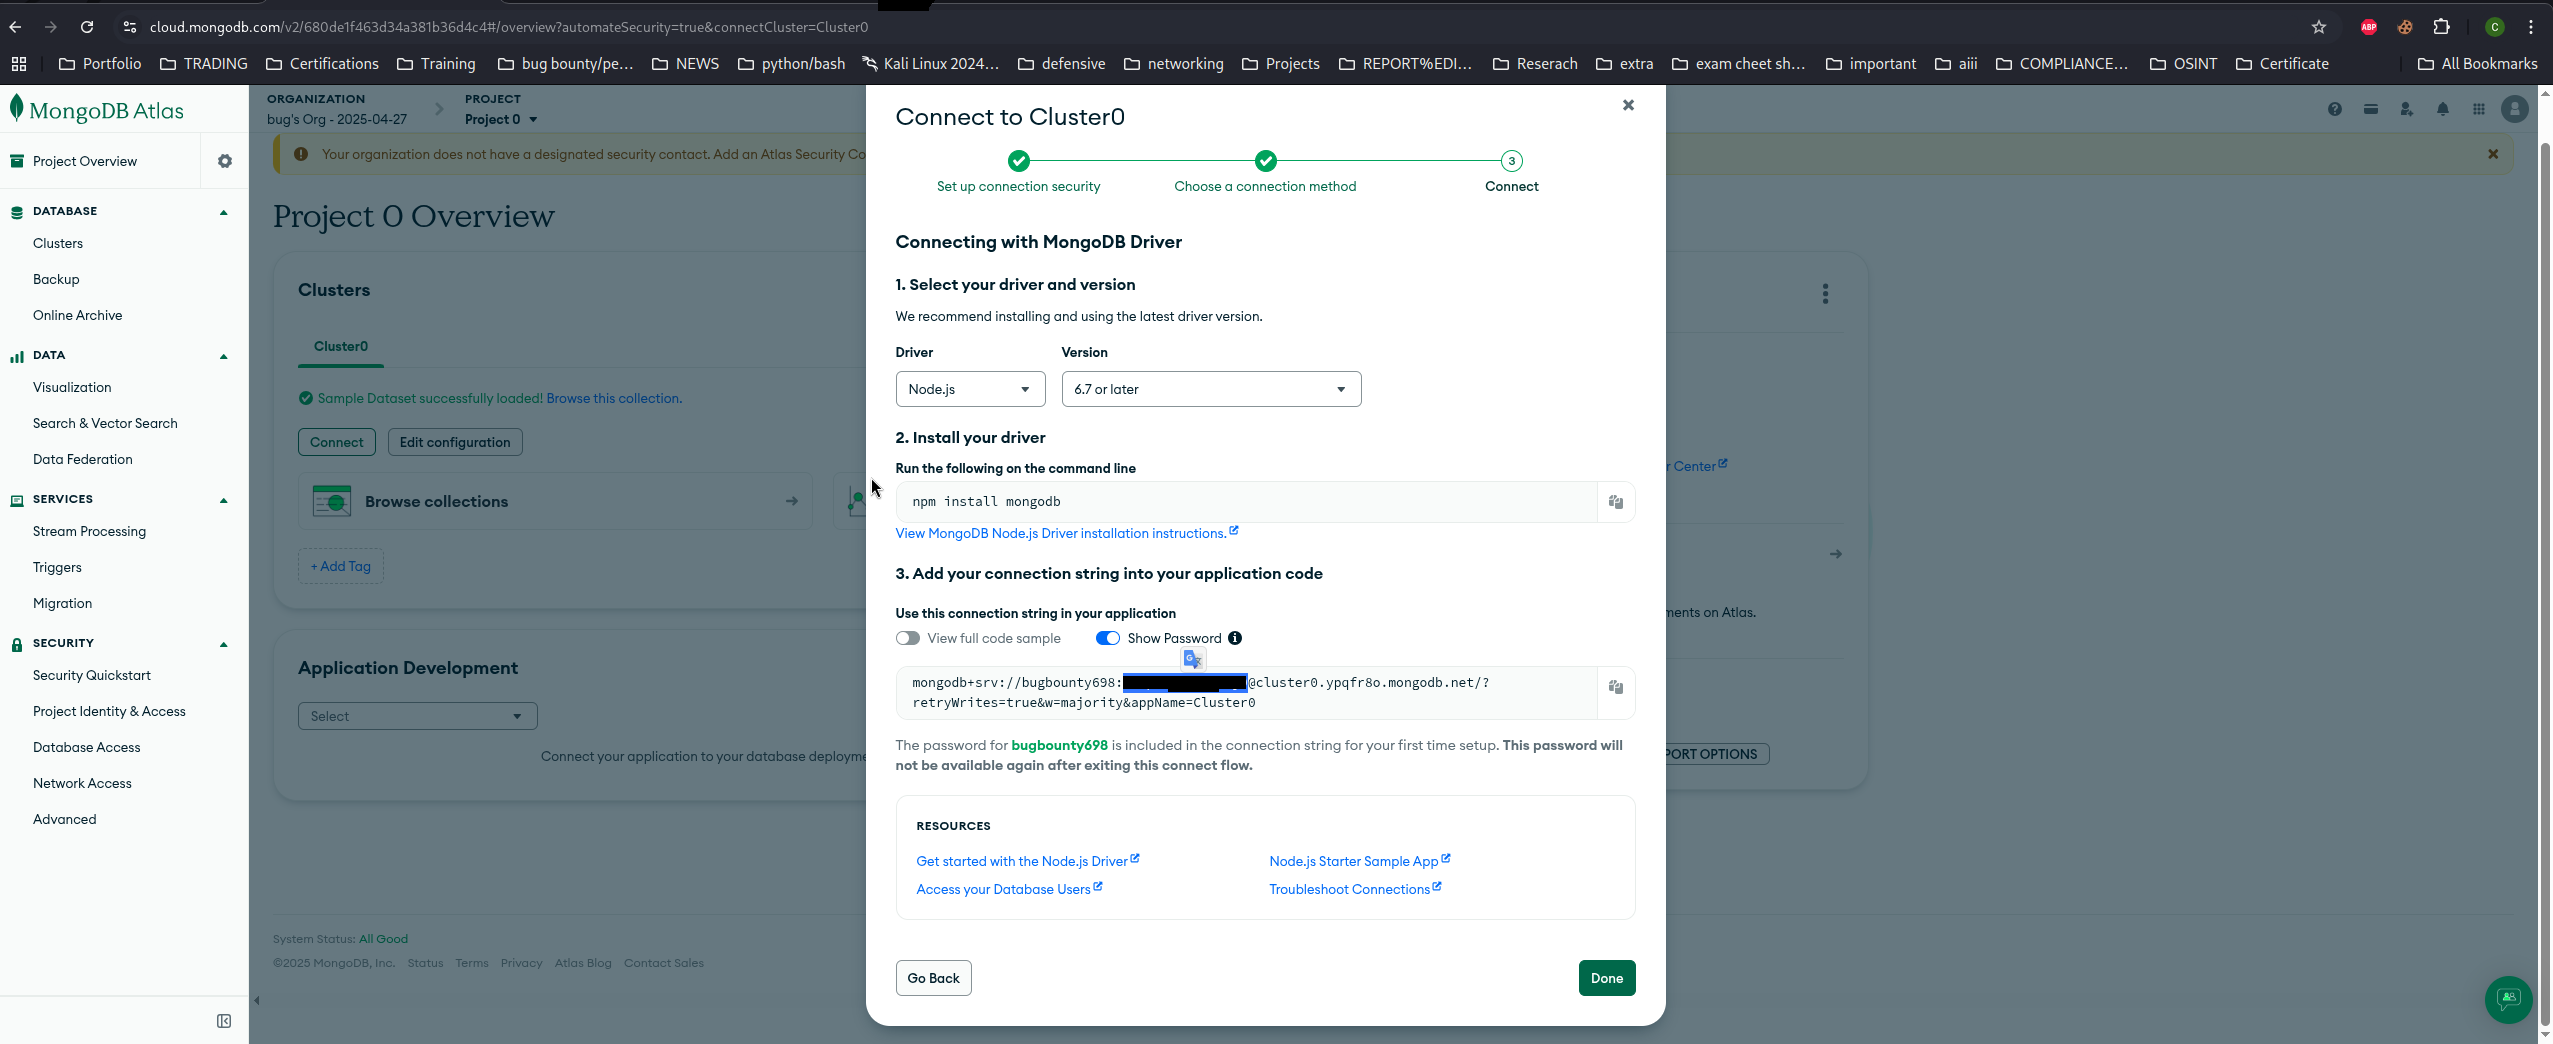 cloud.mongodb.com/v2/680de1f463d34a381b36d4c4#/overview?automateSecurity=true&connectCluster=Cluster0
ABP
C
Portfolio TRADING Certifications Training bug bounty/pe... NEWS python/bash Kali Linux 2024... defensive networking Projects REPORT%EDI... Reserach extra exam cheet sh... important aiii COMPLIANCE... OSINT Certificate All Bookmarks
MongoDB Atlas
ORGANIZATION
bug's Org - 2025-04-27
PROJECT
Project 0
Your organization does not have a designated security contact. Add an Atlas Security Co
Project Overview
DATABASE
Clusters
Backup
Online Archive
DATA
Visualization
Search & Vector Search
Data Federation
SERVICES
Stream Processing
Triggers
Migration
SECURITY
Security Quickstart
Project Identity & Access
Database Access
Network Access
Advanced
Project 0 Overview
Clusters
Cluster0
Sample Dataset successfully loaded! Browse this collection.
Connect Edit configuration
Browse collections
+ Add Tag
Application Development
Select
Connect your application to your database deployme
System Status: All Good
©2025 MongoDB, Inc. Status Terms Privacy Atlas Blog Contact Sales
Connect to Cluster0
3
Set up connection security Choose a connection method Connect
Connecting with MongoDB Driver
1. Select your driver and version
We recommend installing and using the latest driver version.
Driver Version
Node.js 6.7 or later
2. Install your driver
Run the following on the command line
npm install mongodb
View MongoDB Node.js Driver installation instructions.
3. Add your connection string into your application code
Use this connection string in your application
View full code sample Show Password
mongodb+srv://bugbounty698: @cluster0.ypqfr8o.mongodb.net/?
retryWrites=true&w=majority&appName=Cluster0
The password for bugbounty698 is included in the connection string for your first time setup. This password will
not be available again after exiting this connect flow.
RESOURCES
Get started with the Node.js Driver Node.js Starter Sample App
Access your Database Users Troubleshoot Connections
Go Back Done
r Center
ments on Atlas.
PORT OPTIONS